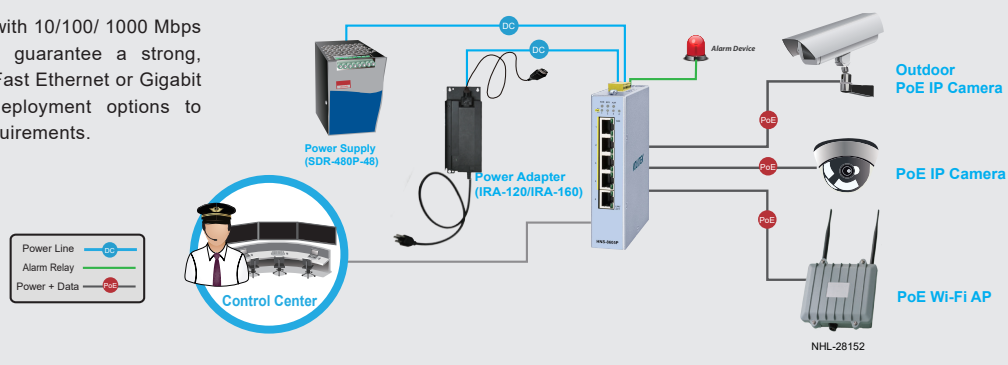 with 10/100/ 1000 Mbps
guarantee a strong,
Fast Ethernet or Gigabit
eployment options to
uirements.
DC
DC
Alarm Device
Outdoor
PoE IP Camera
Power Supply
(SDR-480P-48)
PoE
Power Adapter
(IRA-120/IRA-160)
PoE
PoE IP Camera
PoE
Power Line
DC
Alarm Relay
Power + Data
PoE
Control Center
PoE Wi-Fi AP
NHL-28152